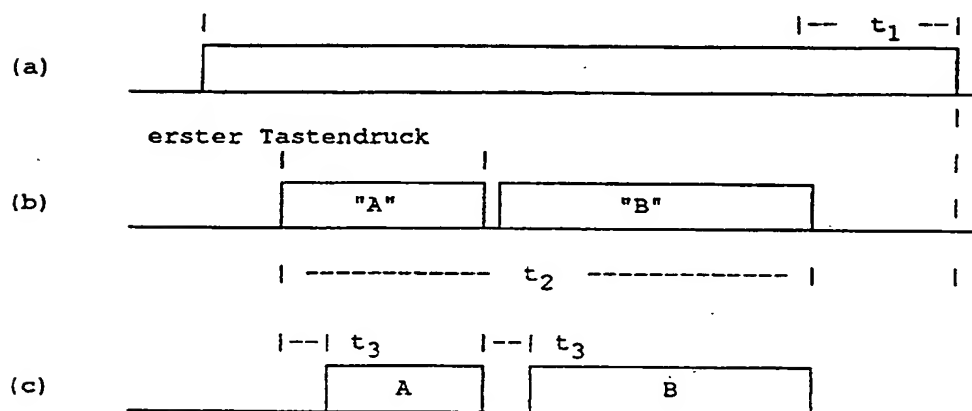 t1
(a)
erster Tastendruck
(b) "A" "B"
t2
t3 t3
(c) A B